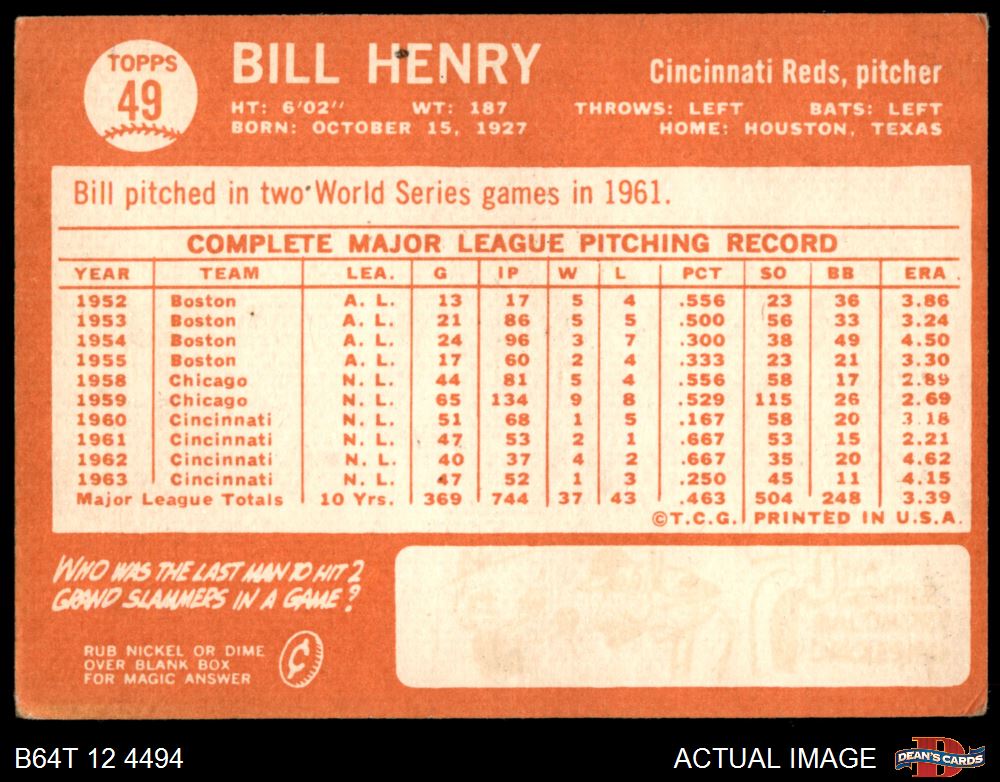 TOPPS
49
BILL HENRY
Cincinnati Reds, pitcher
HT: 6'02" WT: 187 THROWS: LEFT BATS: LEFT
BORN: OCTOBER 15, 1927 HOME: HOUSTON, TEXAS
Bill pitched in two World Series games in 1961.
COMPLETE MAJOR LEAGUE PITCHING RECORD
YEAR TEAM LEA. G IP W L PCT SO BB ERA.
1952 Boston A. L. 13 17 5 4 .556 23 36 3.86
1953 Boston A. L. 21 86 5 5 .500 56 33 3.24
1954 Boston A. L. 24 96 3 7 .300 38 49 4.50
1955 Boston A. L. 17 60 2 4 .333 23 21 3.30
1958 Chicago N. L. 44 81 5 4 .556 58 17 2.89
1959 Chicago N. L. 65 134 9 8 .529 115 26 2.69
1960 Cincinnati N. L. 51 68 1 5 .167 58 20 3.18
1961 Cincinnati N. L. 47 53 2 1 .667 53 15 2.21
1962 Cincinnati N. L. 40 37 4 2 .667 35 20 4.62
1963 Cincinnati N. L. 47 52 1 3 .250 45 11 4.15
Major League Totals 10 Yrs. 369 744 37 43 .463 504 248 3.39
©T.C.G. PRINTED IN U.S.A.
WHO WAS THE LAST MAN TO HIT 2
GRAND SLAMMERS IN A GAME?
RUB NICKEL OR DIME
OVER BLANK BOX
FOR MAGIC ANSWER
¢
B64T 12 4494
ACTUAL IMAGE
D
DEAN'S CARDS